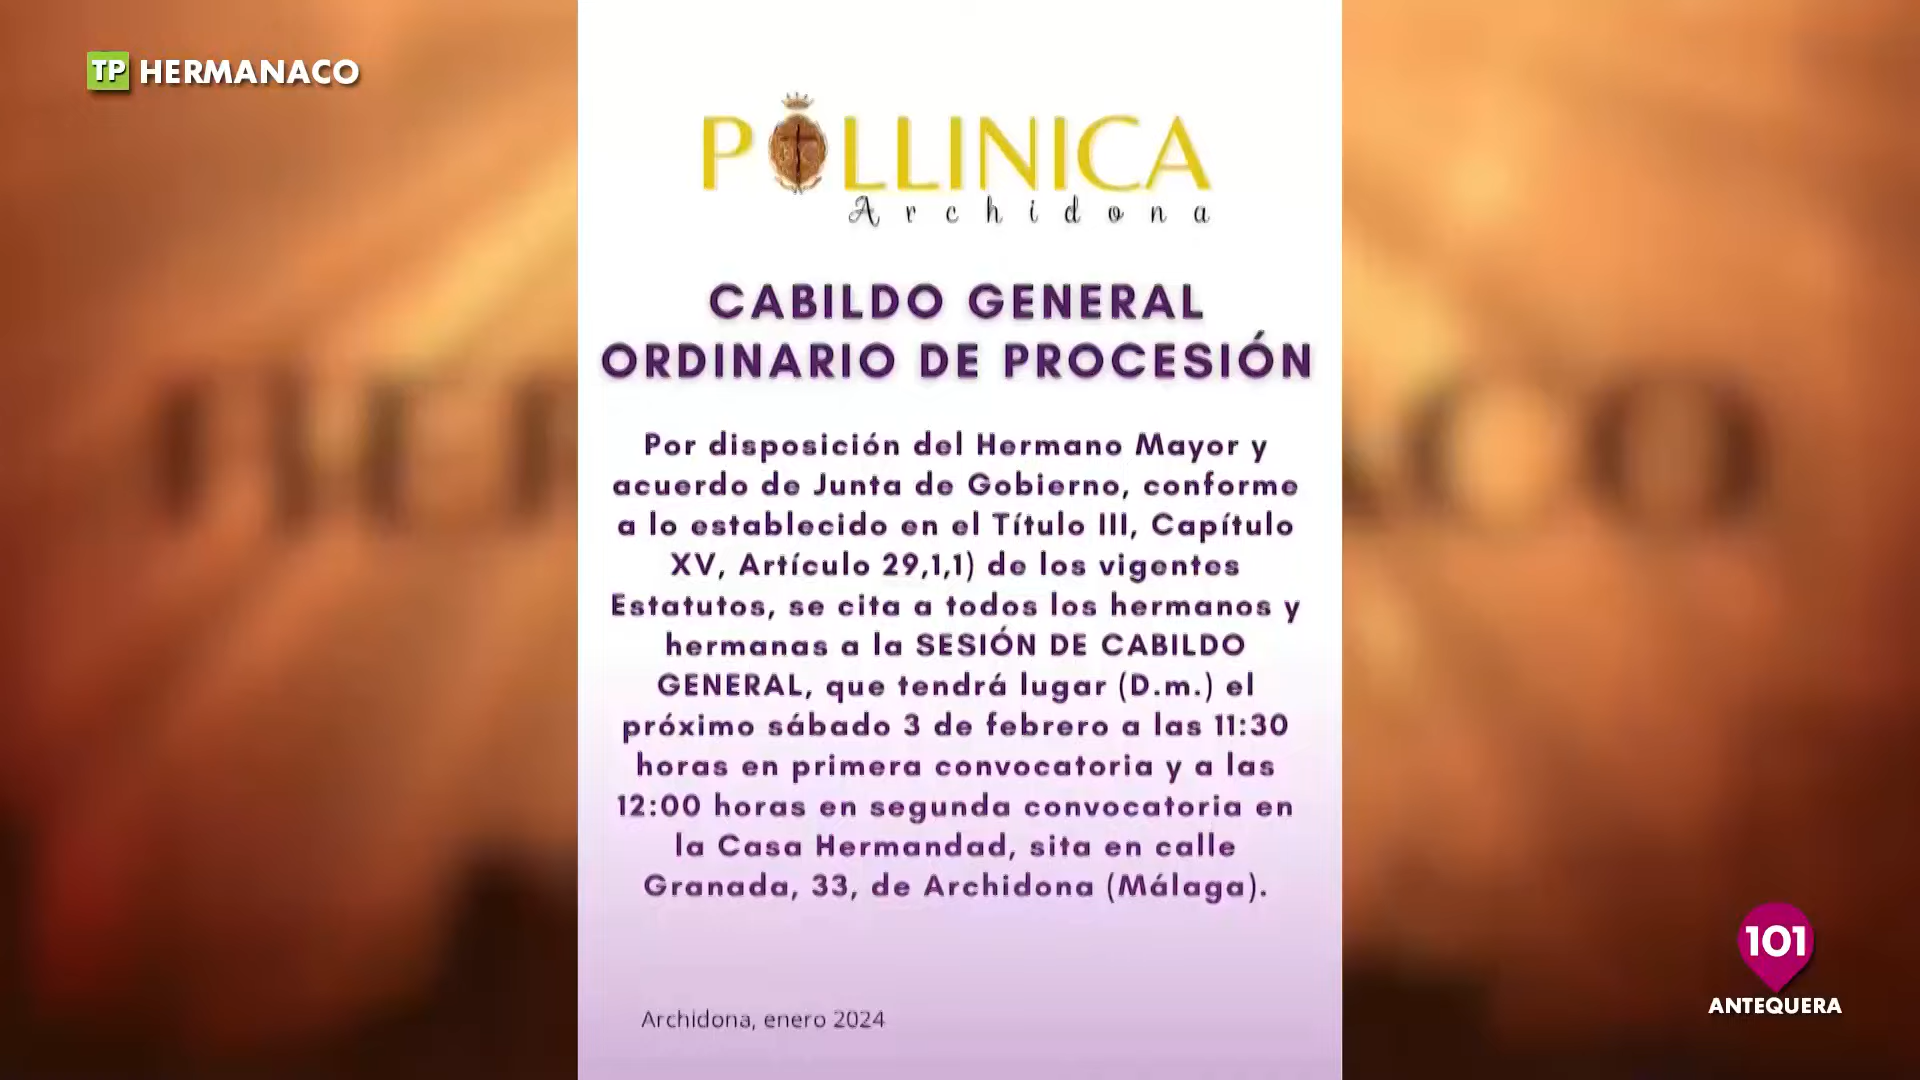 TP HERMANACO
POLLINICA
Archidona
CABILDO GENERAL
ORDINARIO DE PROCESIÓN
Por disposición del Hermano Mayor y
acuerdo de Junta de Gobierno, conforme
a lo establecido en el Título III, Capítulo
XV, Artículo 29,1,1) de los vigentes
Estatutos, se cita a todos los hermanos y
hermanas a la SESIÓN DE CABILDO
GENERAL, que tendrá lugar (D.m.) el
próximo sábado 3 de febrero a las 11:30
horas en primera convocatoria y a las
12:00 horas en segunda convocatoria en
la Casa Hermandad, sita en calle
Granada, 33, de Archidona (Málaga).
Archidona, enero 2024
101
ANTEQUERA